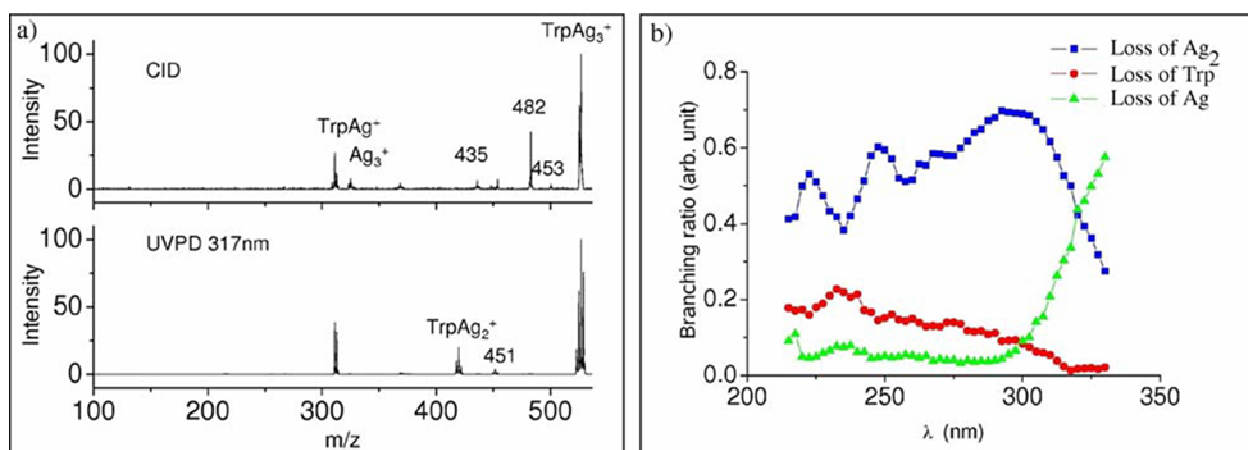 a)
TrpAg3+
CID
482
TrpAg+
Ag3+
435
453
Intensity
100
50
0
UVPD 317nm
TrpAg2+
451
Intensity
100
50
0
100 200 300 400 500
m/z
b)
Loss of Ag2
Loss of Trp
Loss of Ag
Branching ratio (arb. unit)
0.8
0.6
0.4
0.2
0.0
200 250 300 350
λ (nm)